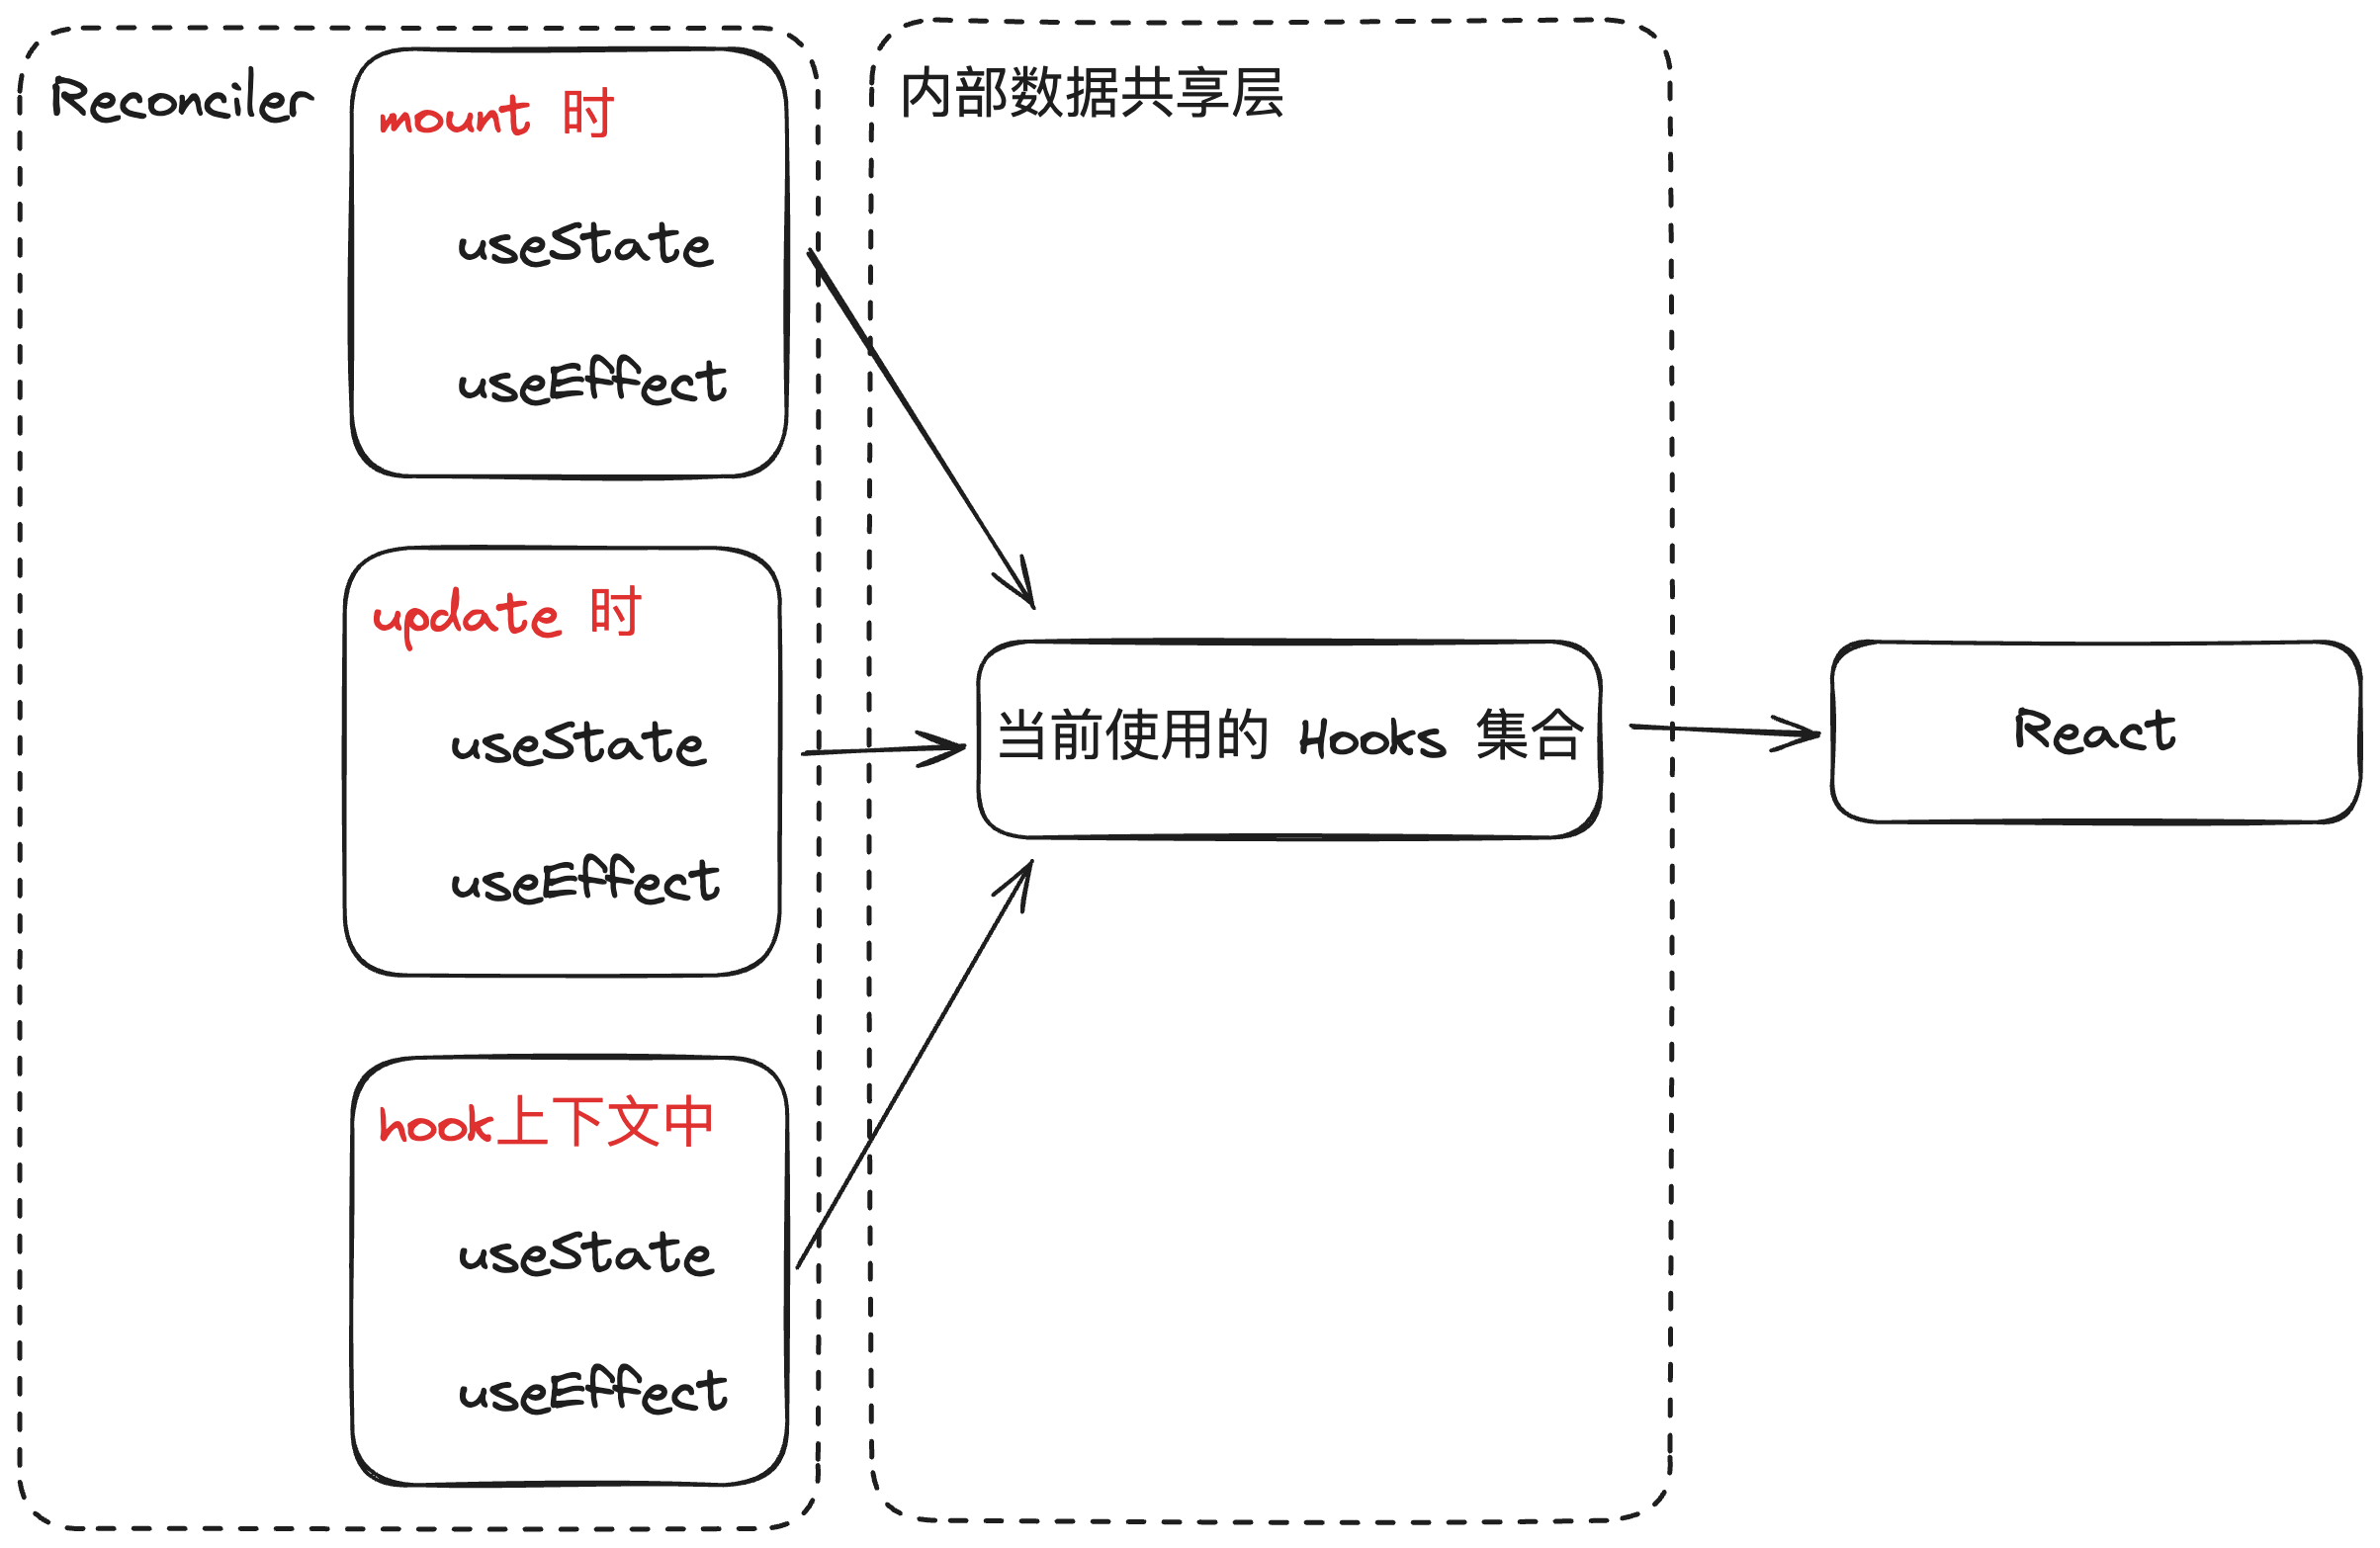 Reconciler
mount 时
useState
useEffect
update 时
useState
useEffect
hook上下文中
useState
useEffect
内部数据共享层
当前使用的 Hooks 集合
React